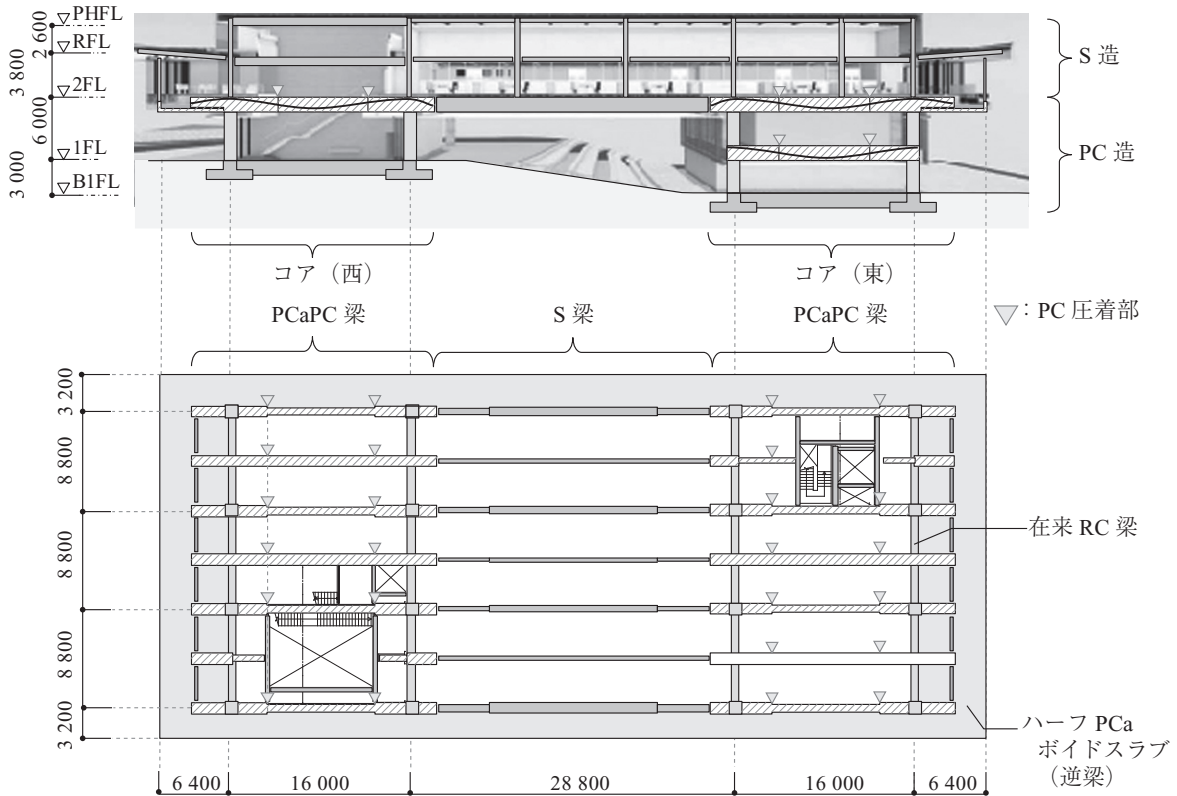 PHFL
2 600
RFL
3 800
2FL
6 000
1FL
3 000
B1FL
S 造
PC 造
コア（西）
コア（東）
PCaPC 梁
S 梁
PCaPC 梁
▽：PC 圧着部
3 200
8 800
8 800
8 800
3 200
在来 RC 梁
ハーフ PCa
ボイドスラブ
（逆梁）
6 400
16 000
28 800
16 000
6 400